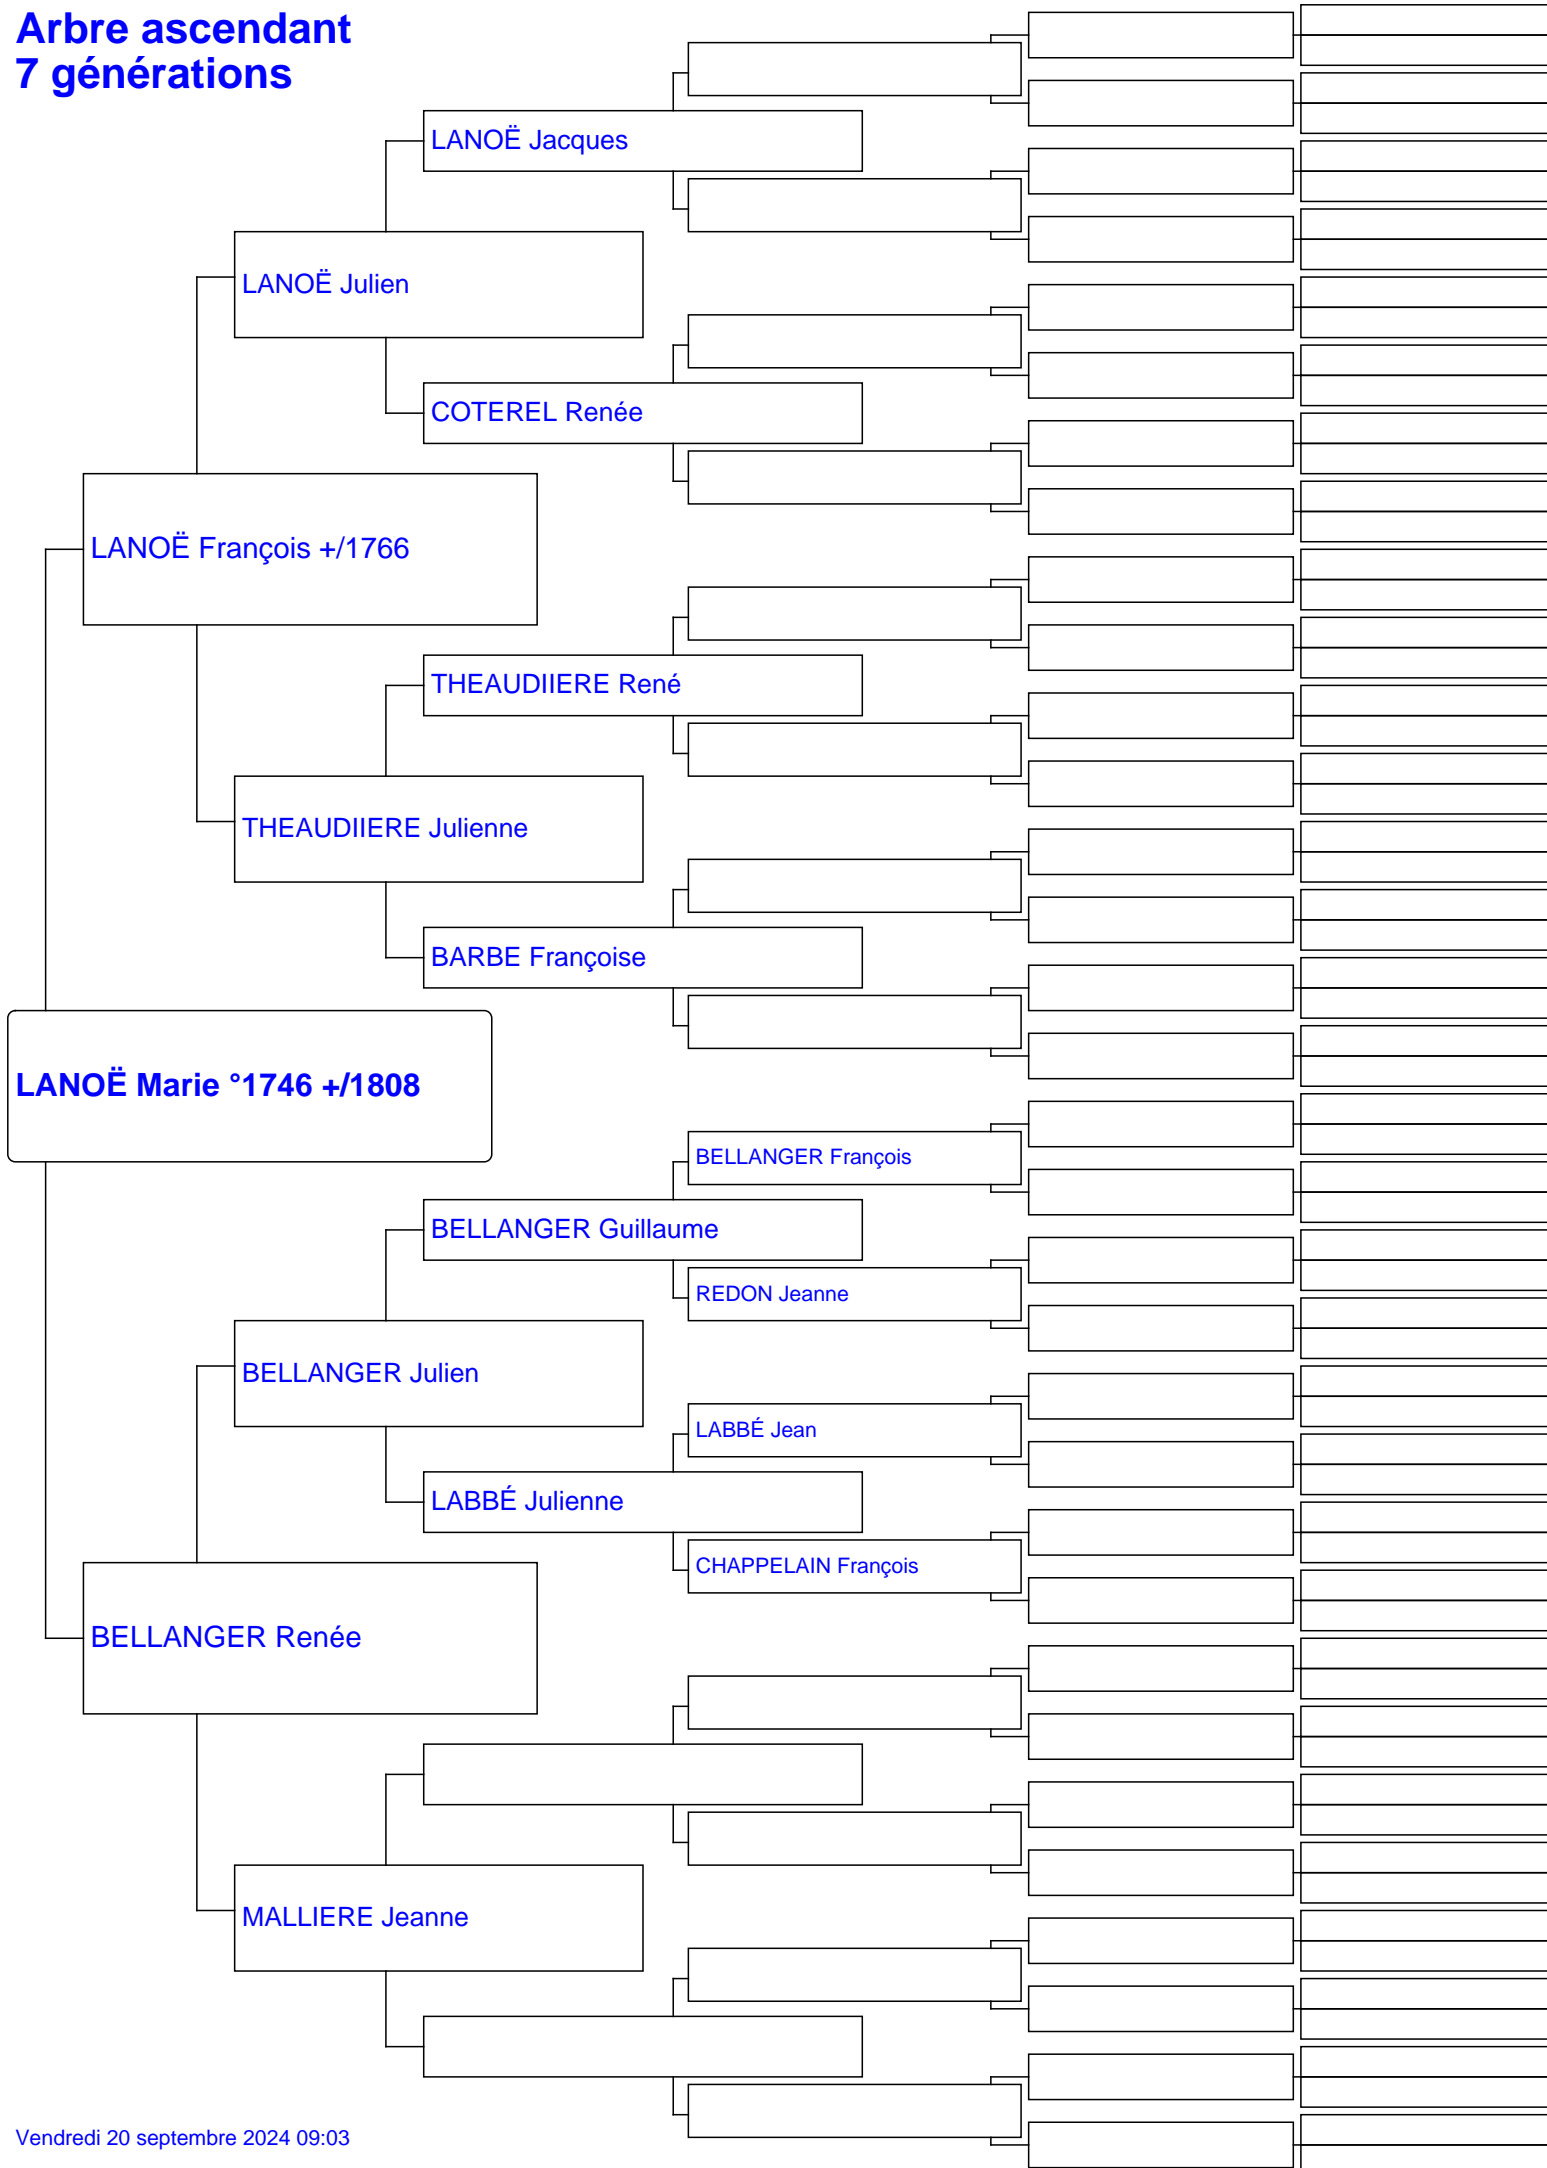 Arbre ascendant
7 générations
LANOË Jacques
LANOË Julien
COTEREL Renée
LANOË François +/1766
THEAUDIIERE René
THEAUDIIERE Julienne
BARBE Françoise
LANOË Marie °1746 +/1808
BELLANGER François
BELLANGER Guillaume
REDON Jeanne
BELLANGER Julien
LABBÉ Jean
LABBÉ Julienne
CHAPPELAIN François
BELLANGER Renée
MALLIERE Jeanne
Vendredi 20 septembre 2024 09:03